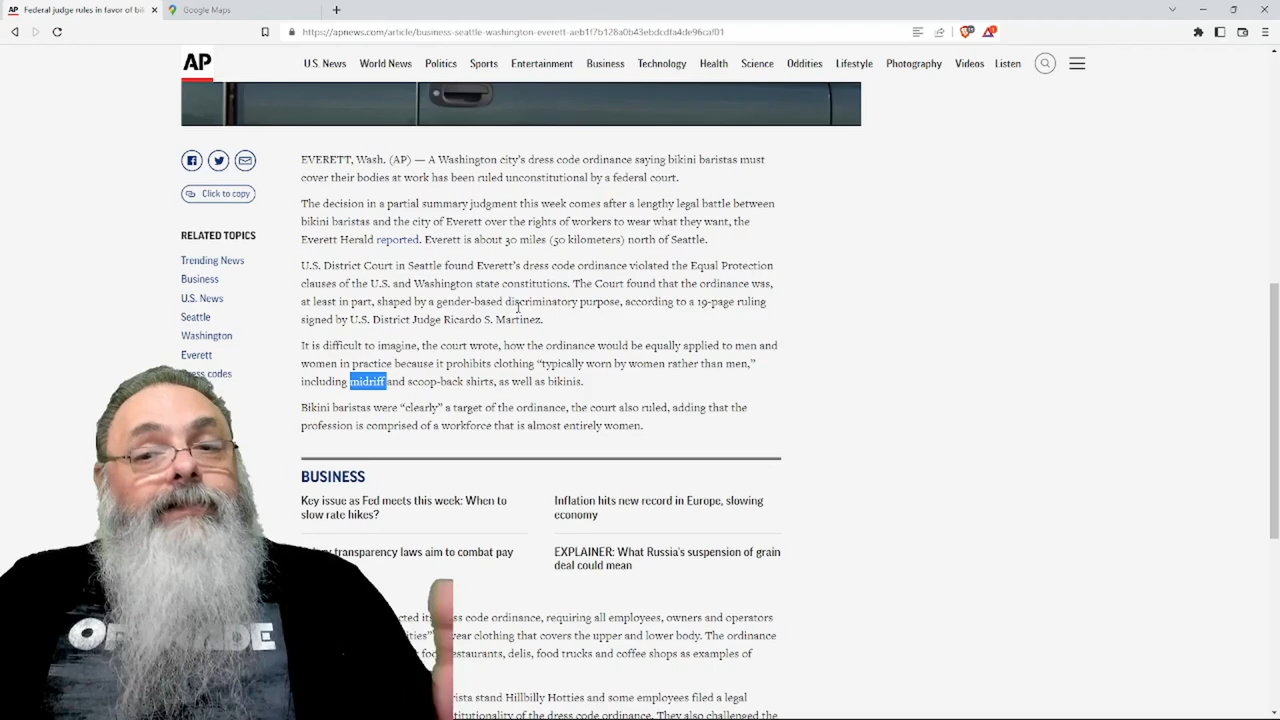 AP Federal judge rules in favor of bik
Google Maps
https://apnews.com/article/business-seattle-washington-everett-aeb1f7b128a0b43ebdcdfa4de96caf01
AP
U.S. News World News Politics Sports Entertainment Business Technology Health Science Oddities Lifestyle Photography Videos Listen
Click to copy
RELATED TOPICS
Trending News
Business
U.S. News
Seattle
Washington
Everett
codes
EVERETT, Wash. (AP) — A Washington city's dress code ordinance saying bikini baristas must
cover their bodies at work has been ruled unconstitutional by a federal court.
The decision in a partial summary judgment this week comes after a lengthy legal battle between
bikini baristas and the city of Everett over the rights of workers to wear what they want, the
Everett Herald reported. Everett is about 30 miles (50 kilometers) north of Seattle.
U.S. District Court in Seattle found Everett's dress code ordinance violated the Equal Protection
clauses of the U.S. and Washington state constitutions. The Court found that the ordinance was,
at least in part, shaped by a gender-based discriminatory purpose, according to a 19-page ruling
signed by U.S. District Judge Ricardo S. Martinez.
It is difficult to imagine, the court wrote, how the ordinance would be equally applied to men and
women in practice because it prohibits clothing “typically worn by women rather than men,”
including midriff and scoop-back shirts, as well as bikinis.
Bikini baristas were “clearly” a target of the ordinance, the court also ruled, adding that the
profession is comprised of a workforce that is almost entirely women.
BUSINESS
Key issue as Fed meets this week: When to
slow rate hikes?
Inflation hits new record in Europe, slowing
economy
transparency laws aim to combat pay
EXPLAINER: What Russia's suspension of grain
deal could mean
code ordinance, requiring all employees, owners and operators
wear clothing that covers the upper and lower body. The ordinance
restaurants, delis, food trucks and coffee shops as examples of
stand Hillbilly Hotties and some employees filed a legal
of the dress code ordinance. They also challenged the